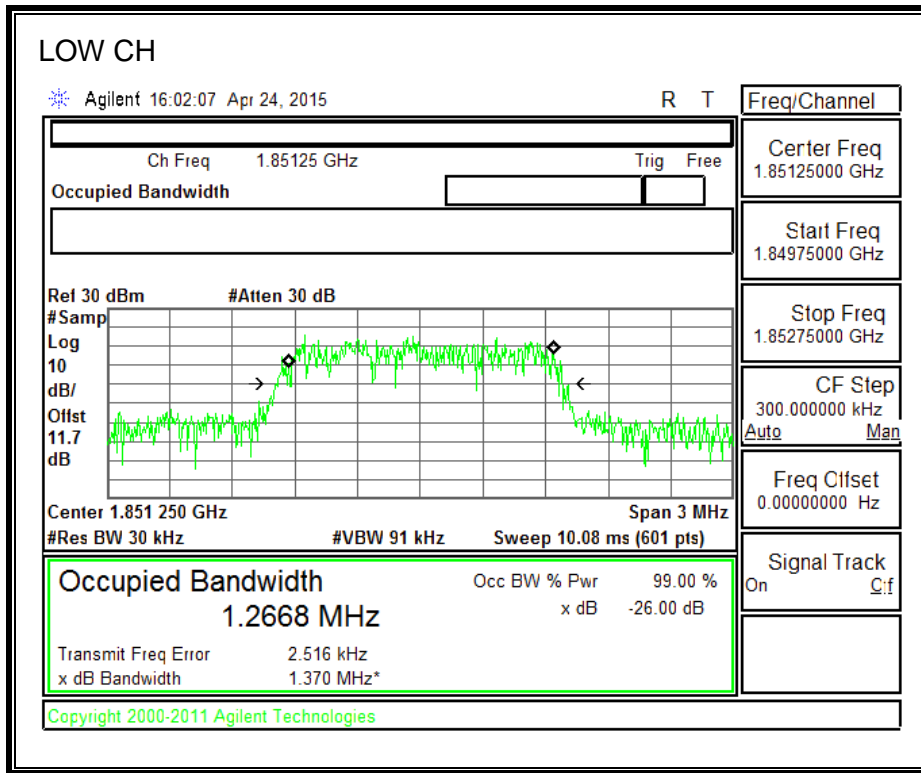 LOW CH
Agilent 16:02:07 Apr 24, 2015 R T
Freq/Channel
Ch Freq 1.85125 GHz Trig Free
Occupied Bandwidth
Center Freq
1.85125000 GHz
Start Freq
1.84975000 GHz
Stop Freq
1.85275000 GHz
CF Step
300.000000 kHz
Auto Man
Freq Offset
0.00000000 Hz
Signal Track
On Off
Ref 30 dBm #Atten 30 dB
#Samp
Log
10
dB/
Offst
11.7
dB
Center 1.851 250 GHz Span 3 MHz
#Res BW 30 kHz #VBW 91 kHz Sweep 10.08 ms (601 pts)
Occupied Bandwidth
1.2668 MHz
Occ BW % Pwr 99.00 %
x dB -26.00 dB
Transmit Freq Error 2.516 kHz
x dB Bandwidth 1.370 MHz*
Copyright 2000-2011 Agilent Technologies